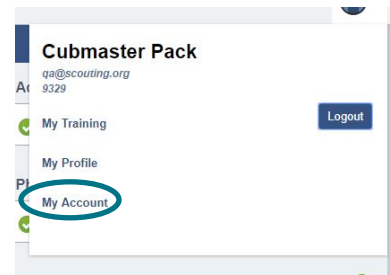 Cubmaster Pack
qa@scouting.org
9329
My Training
Logout
My Profile
My Account